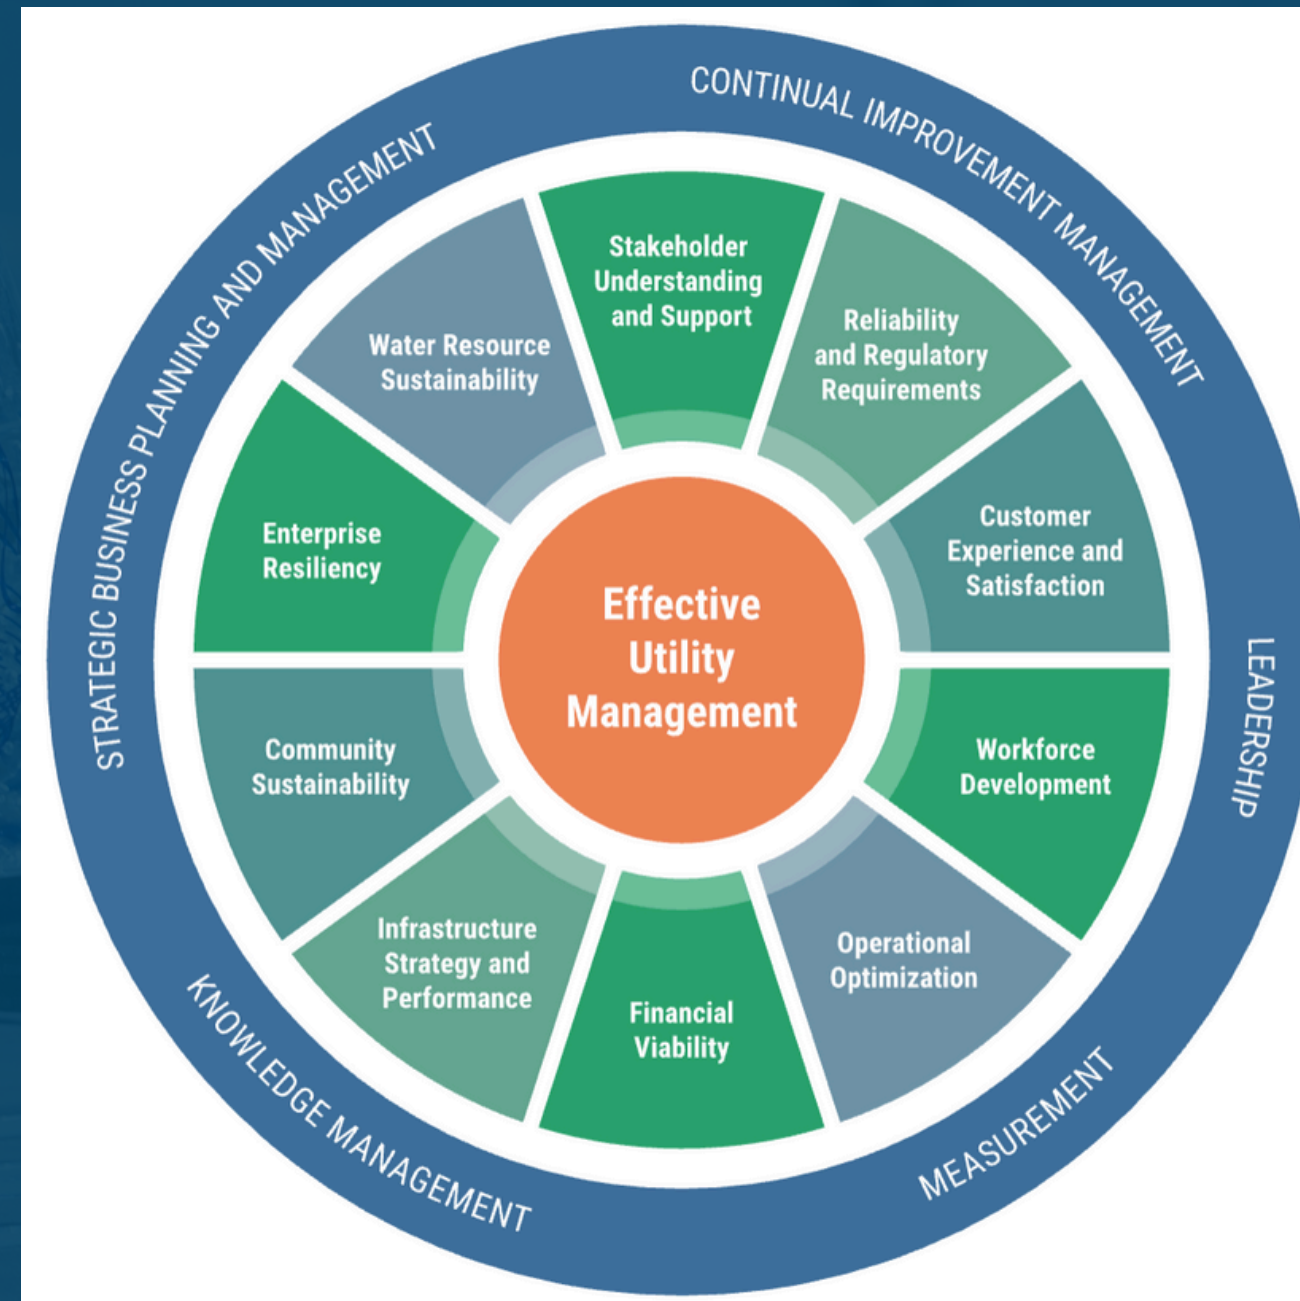 CONTINUAL IMPROVEMENT MANAGEMENT
LEADERSHIP
MEASUREMENT
KNOWLEDGE MANAGEMENT
STRATEGIC BUSINESS PLANNING AND MANAGEMENT
Stakeholder
Understanding
and Support
Reliability
and Regulatory
Requirements
Customer
Experience and
Satisfaction
Workforce
Development
Operational
Optimization
Financial
Viability
Infrastructure
Strategy and
Performance
Community
Sustainability
Enterprise
Resiliency
Water Resource
Sustainability
Effective
Utility
Management